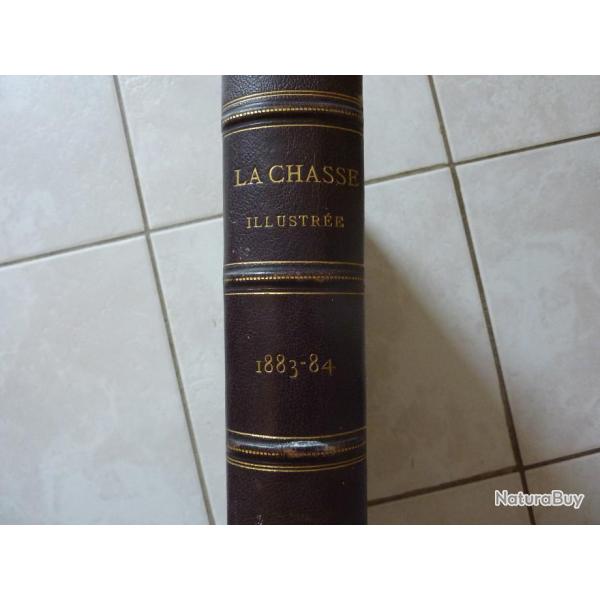 LA CHASSE
ILLUSTRÉE
1883-84
NaturaBuy